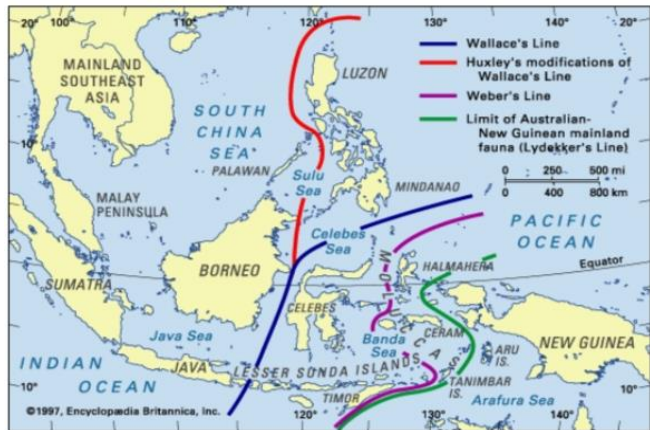 20°
120°
130°
140°
20°
MAINLAND
SOUTHEAST
ASIA
LUZON
Wallace's Line
Huxley's modifications of
Wallace's Line
Weber's Line
Limit of Australian-
New Guinean mainland
fauna (Lydekker's Line)
SOUTH
CHINA
SEA
10°
10°
PALAWAN
Sulu
Sea
0 250 500 mi
0 400 800 km
MINDANAO
MALAY
PENINSULA
PACIFIC
OCEAN
Celebes
Sea
Equator
BORNEO
HALMAHERA
SUMATRA
MOLUCCAS
CELEBES
CERAM
Java Sea
Banda
Sea
ARU
IS.
NEW GUINEA
INDIAN
OCEAN
JAVA
LESSER SONDA ISLANDS
TANIMBAR
IS.
10°
10°
TIMOR
Arafura Sea
©1997, Encyclopædia Britannica, Inc.
120°
130°
140°